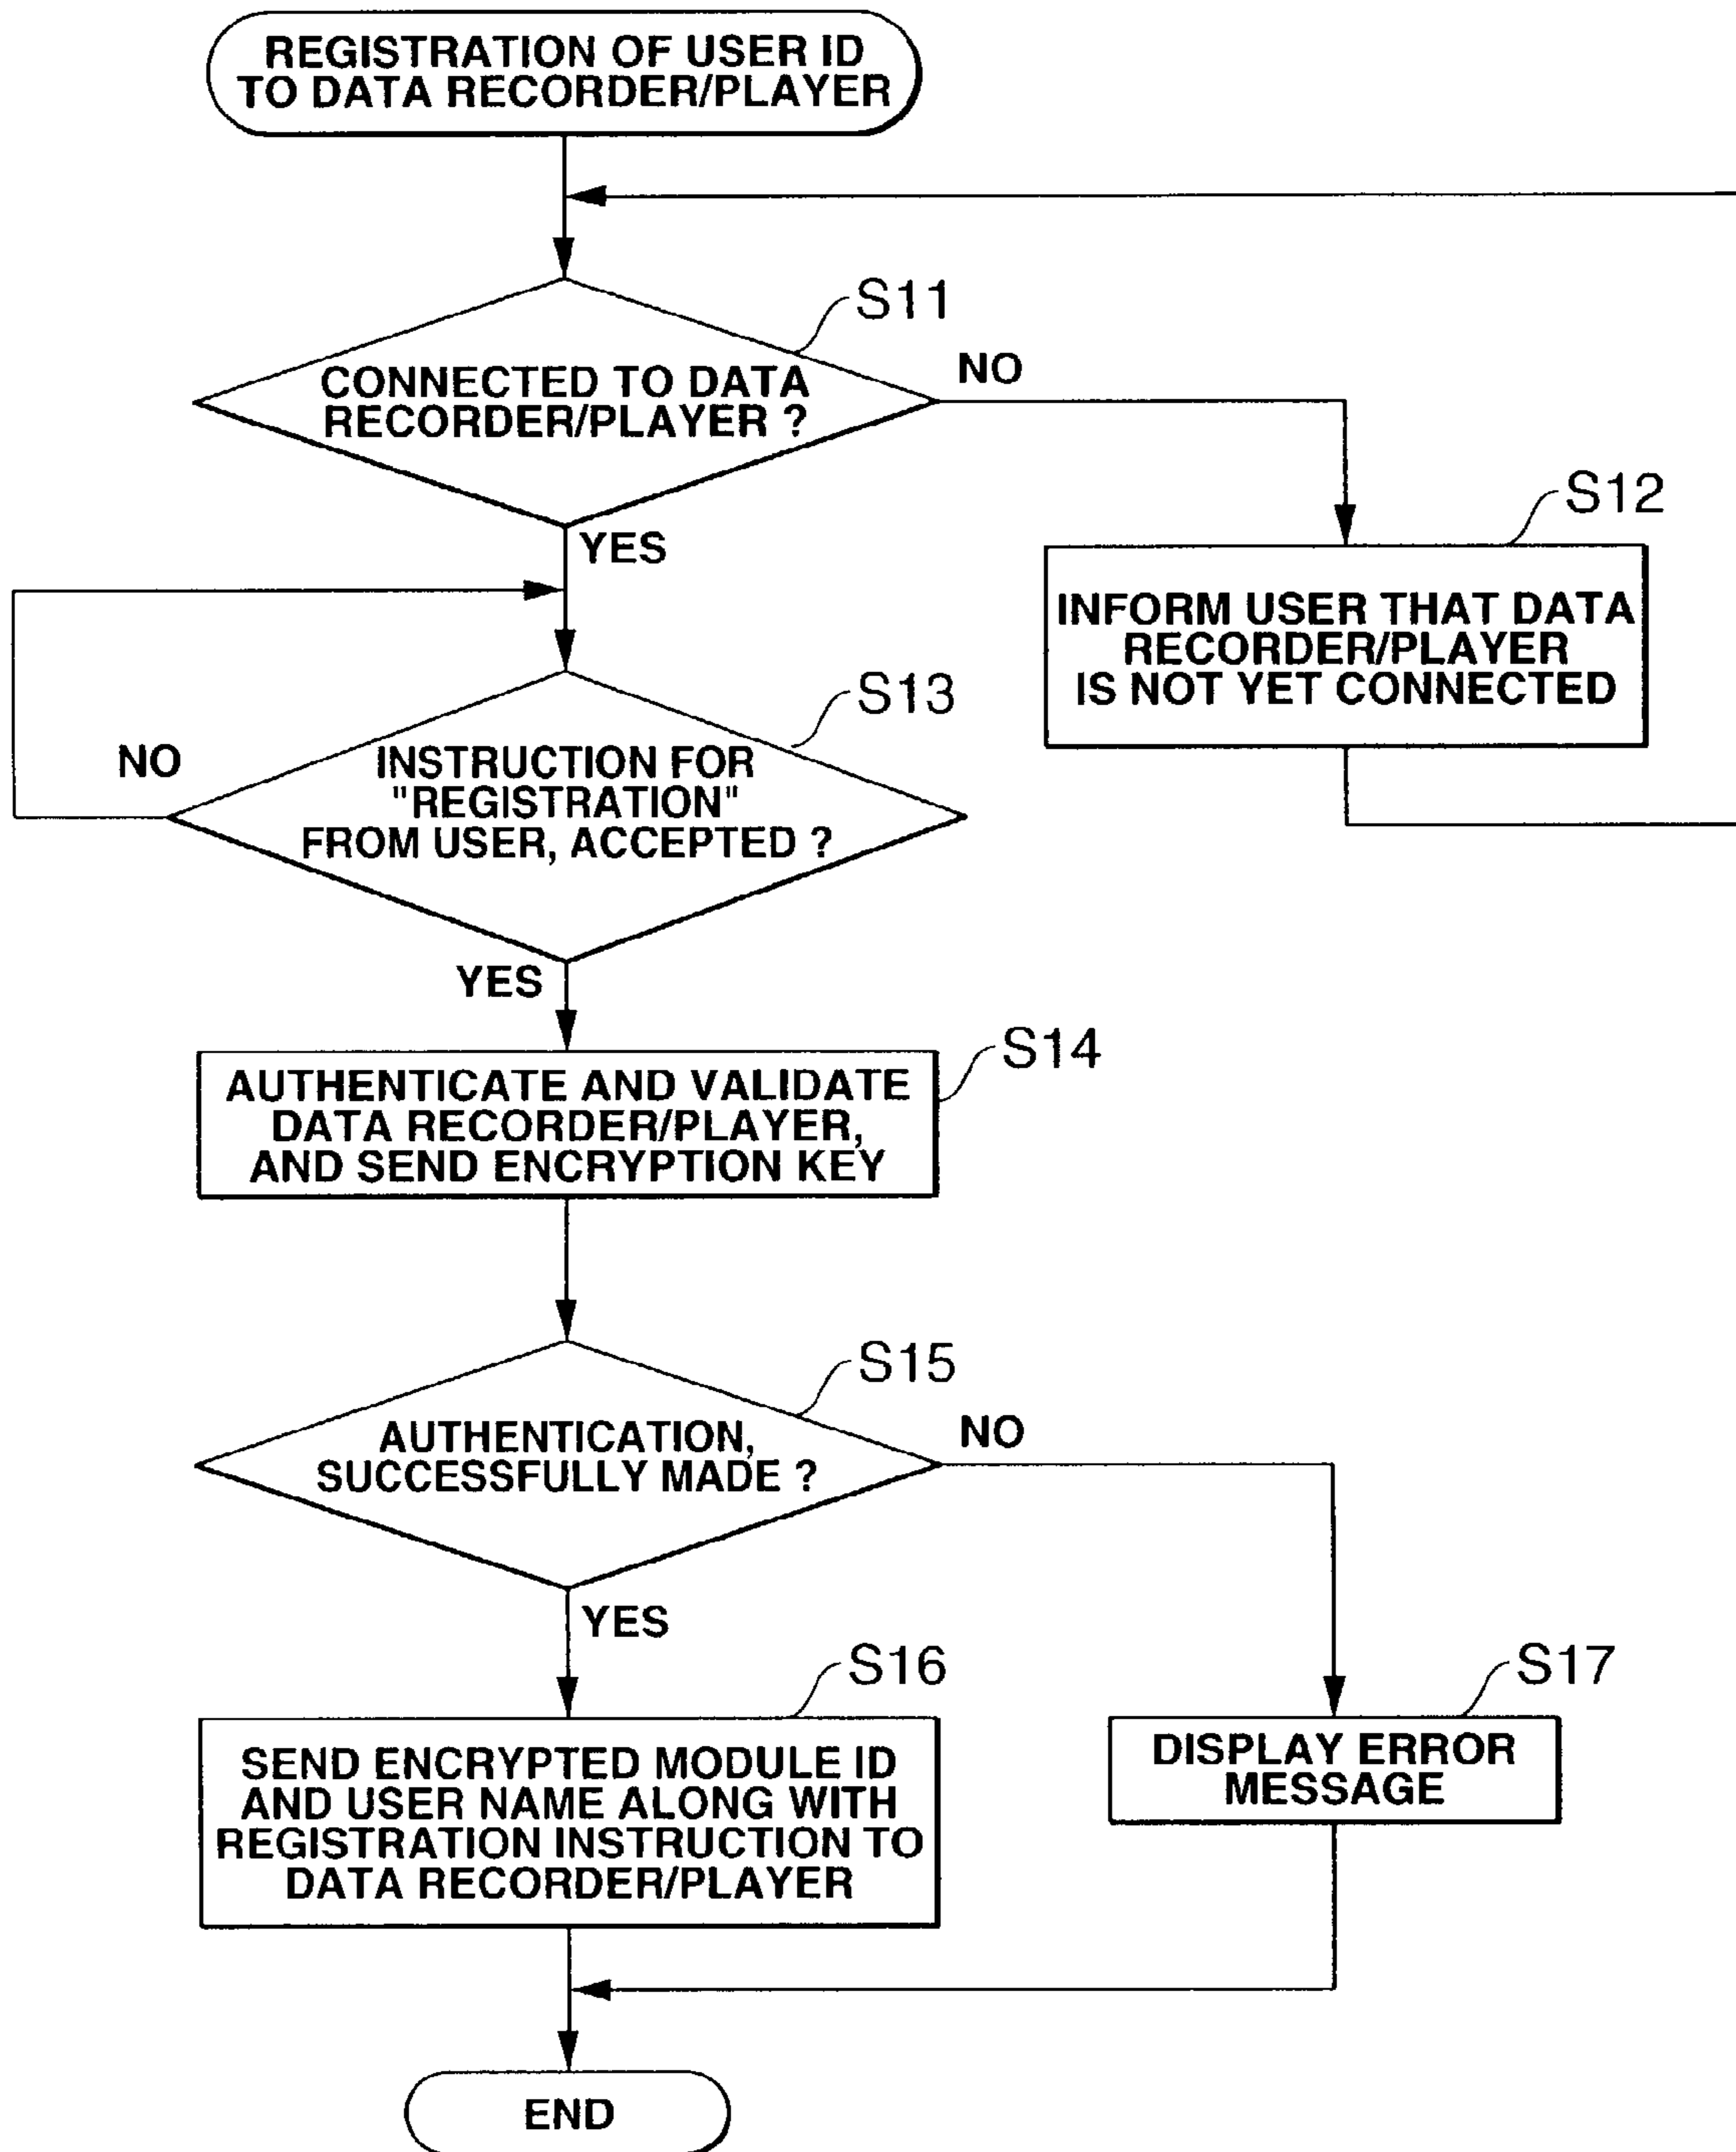 REGISTRATION OF USER ID
TO DATA RECORDER/PLAYER
S11
CONNECTED TO DATA
RECORDER/PLAYER ?
NO
YES
S12
INFORM USER THAT DATA
RECORDER/PLAYER
IS NOT YET CONNECTED
S13
NO
INSTRUCTION FOR
"REGISTRATION"
FROM USER, ACCEPTED ?
YES
S14
AUTHENTICATE AND VALIDATE
DATA RECORDER/PLAYER,
AND SEND ENCRYPTION KEY
S15
AUTHENTICATION,
SUCCESSFULLY MADE ?
NO
YES
S16
SEND ENCRYPTED MODULE ID
AND USER NAME ALONG WITH
REGISTRATION INSTRUCTION TO
DATA RECORDER/PLAYER
S17
DISPLAY ERROR
MESSAGE
END